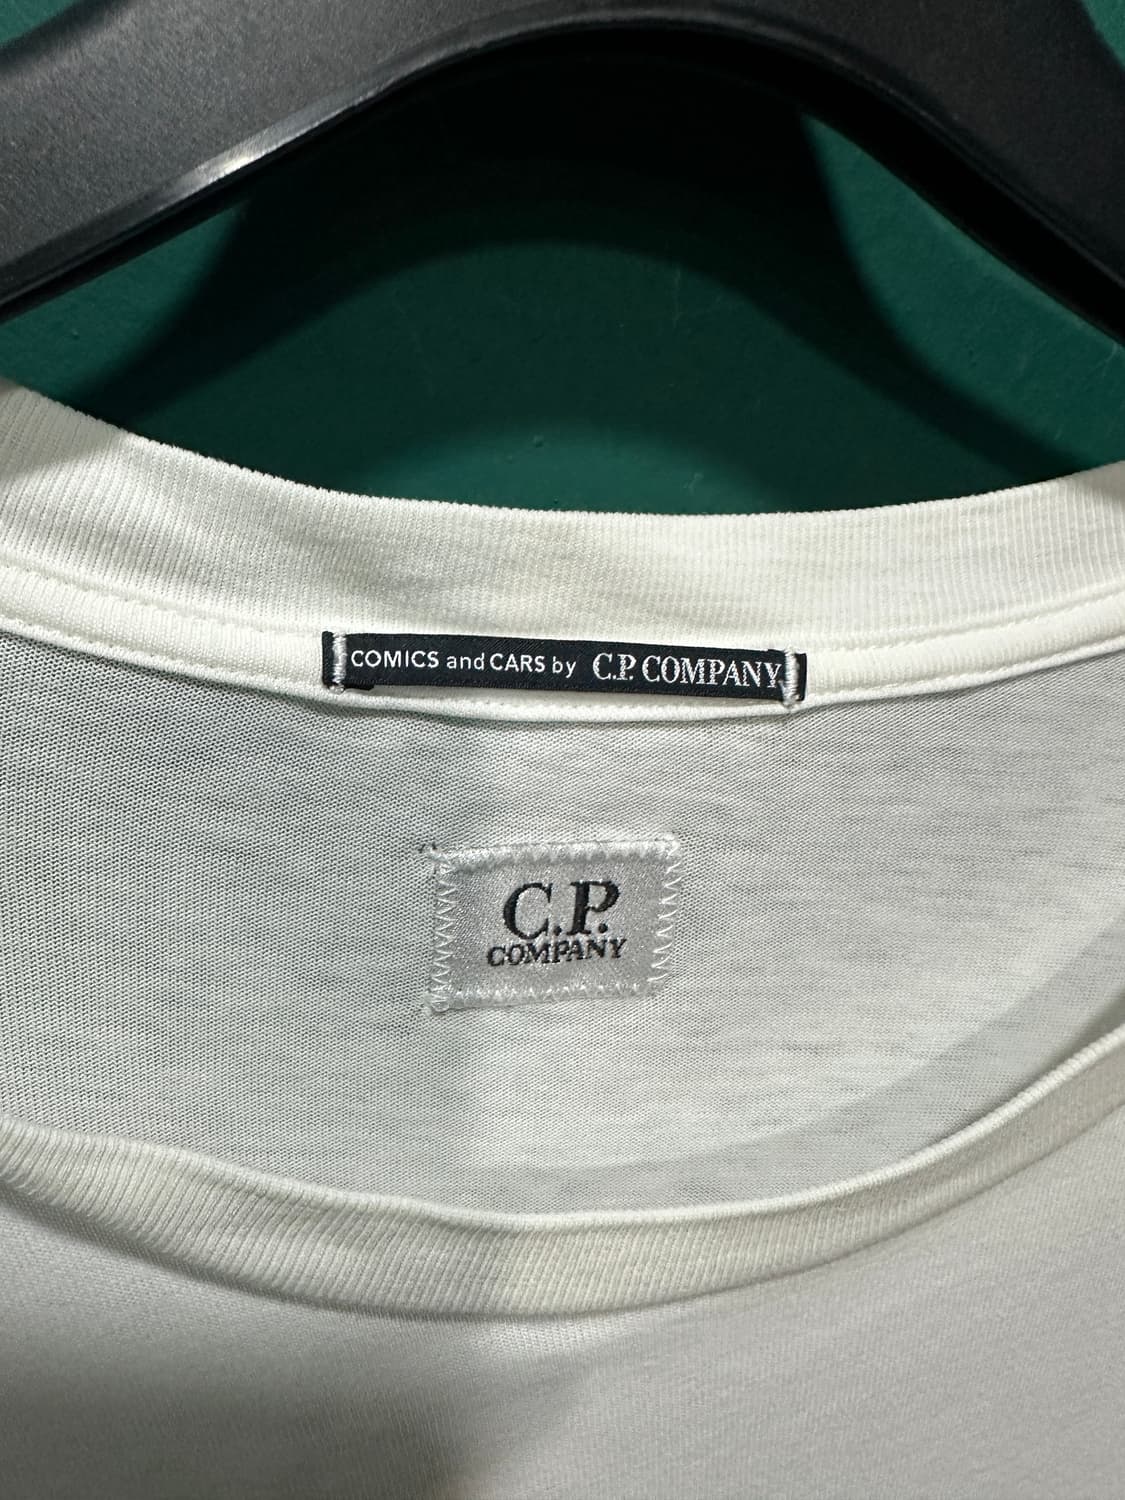 COMICS and CARS by C.P. COMPANY
C.P.
COMPANY